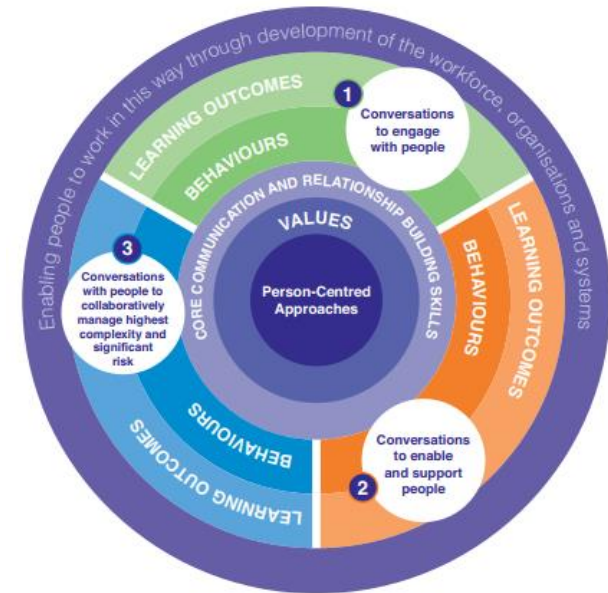 Enabling people to work in this way through development of the workforce, organisations and systems
LEARNING OUTCOMES
BEHAVIOURS
1
Conversations
to engage
with people
LEARNING OUTCOMES
BEHAVIOURS
2
Conversations
to enable
and support
people
3
Conversations
with people to
collaboratively
manage highest
complexity and
significant
risk
BEHAVIOURS
LEARNING OUTCOMES
CORE COMMUNICATION AND RELATIONSHIP BUILDING SKILLS
VALUES
Person-Centred
Approaches